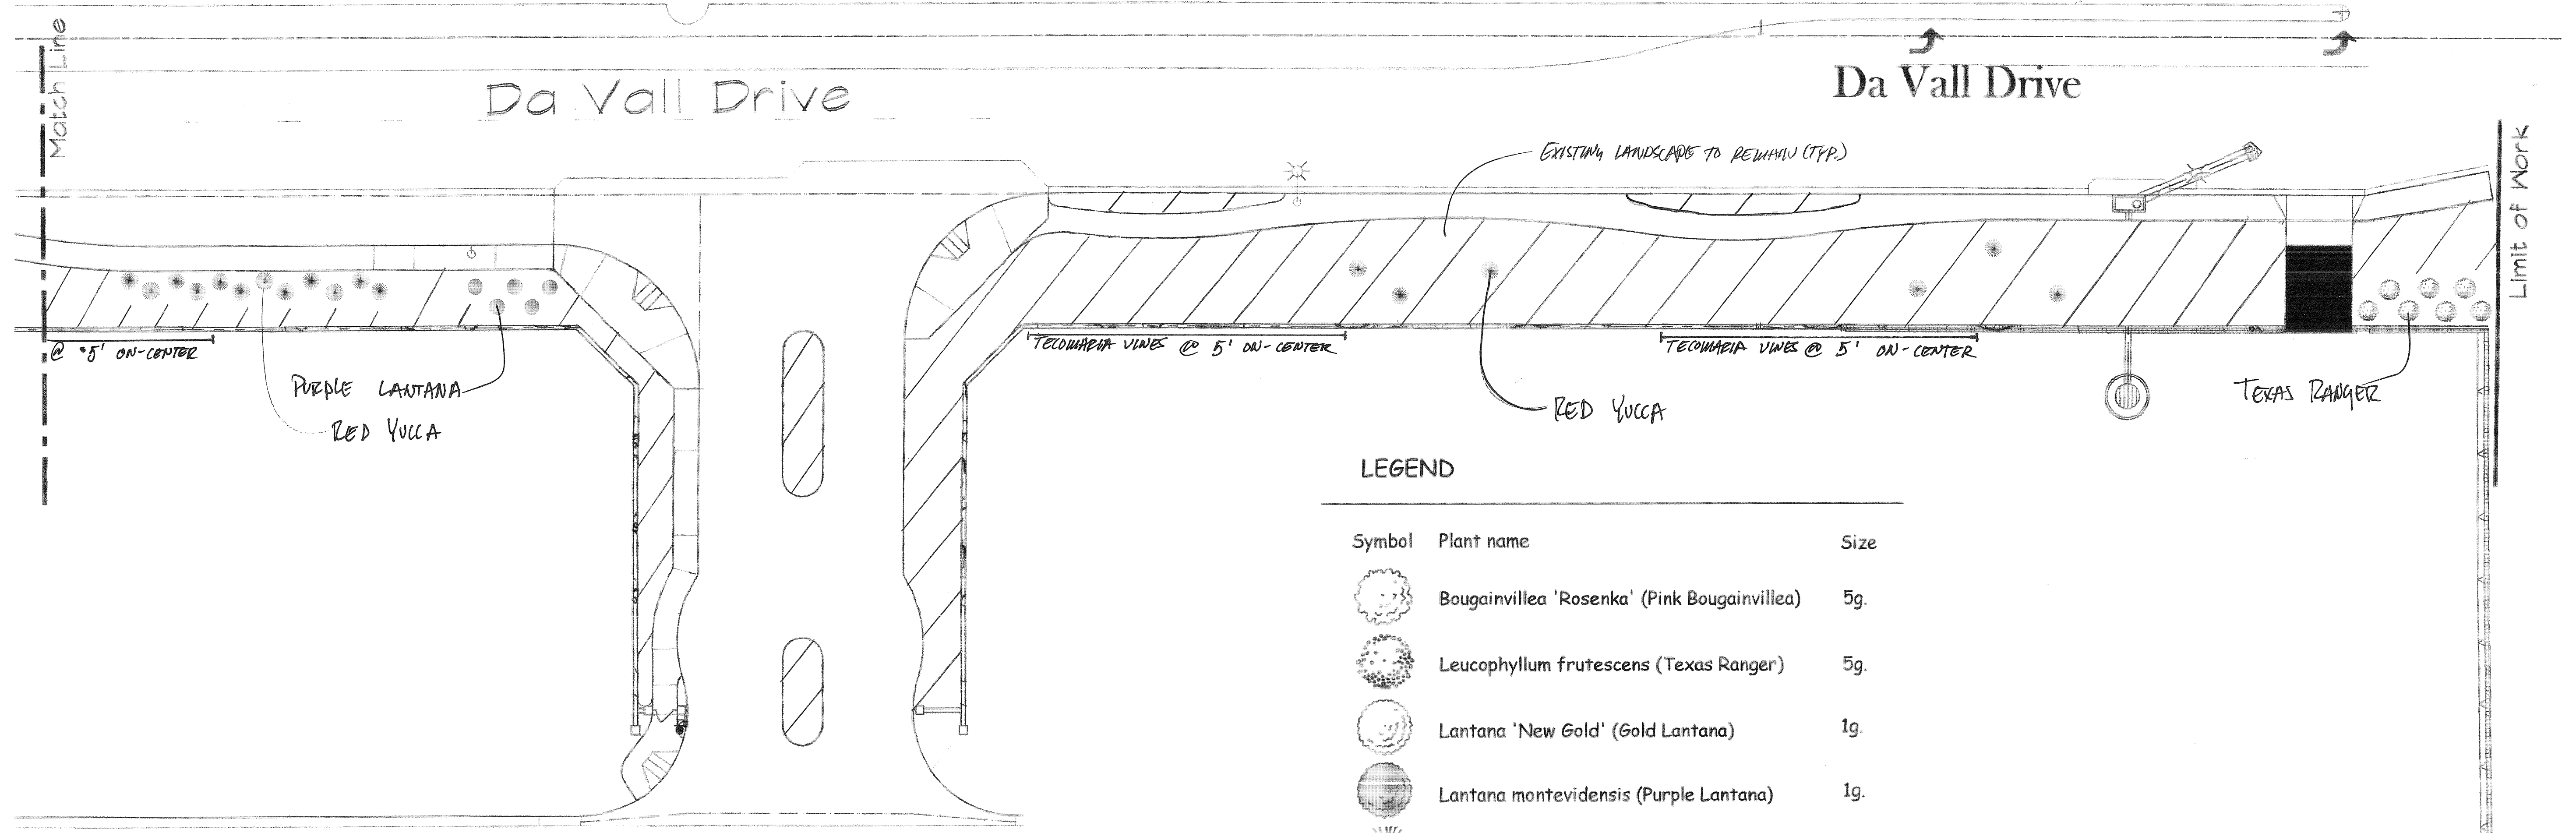 Match Line
Da Vall Drive
Da Vall Drive
EXISTING LANDSCAPE TO REMAIN (TYP.)
Limit of Work
@ 5' ON-CENTER
TECOMARIA VINES @ 5' ON-CENTER
TECOMARIA VINES @ 5' ON-CENTER
PURPLE LANTANA
RED YUCCA
RED YUCCA
TEXAS RANGER
LEGEND
Symbol Plant name Size
Bougainvillea 'Rosenka' (Pink Bougainvillea) 5g.
Leucophyllum frutescens (Texas Ranger) 5g.
Lantana 'New Gold' (Gold Lantana) 1g.
Lantana montevidensis (Purple Lantana) 1g.